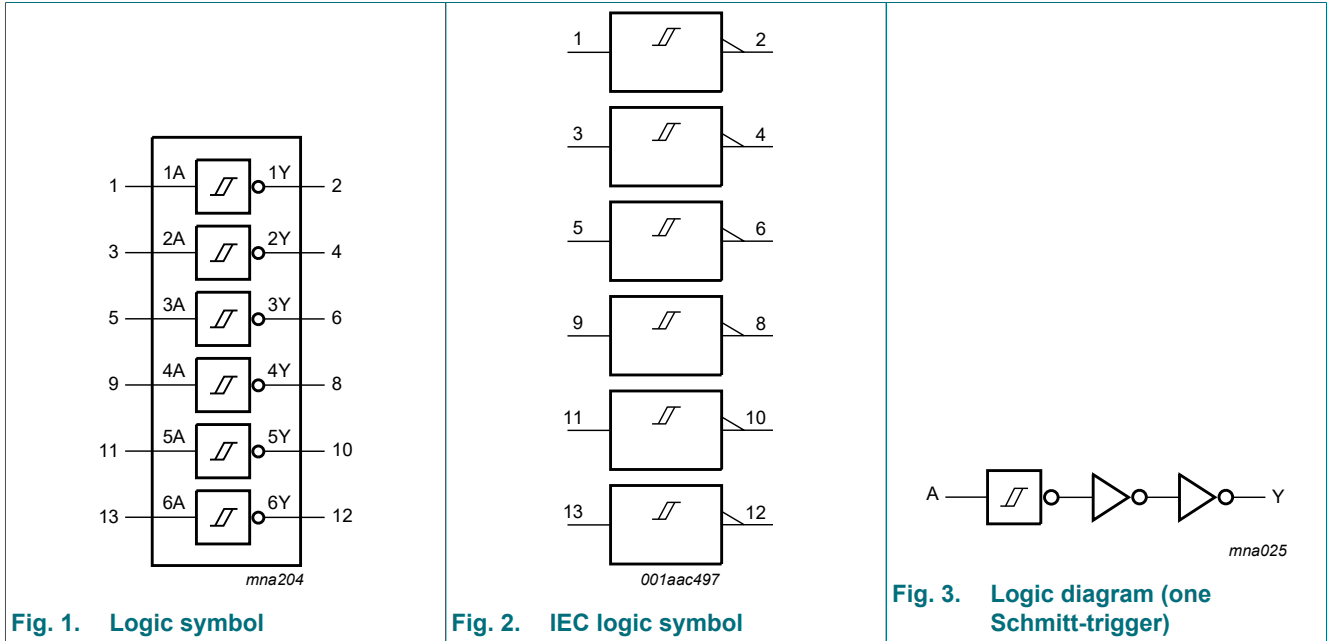 1 1A 1Y 2
3 2A 2Y 4
5 3A 3Y 6
9 4A 4Y 8
11 5A 5Y 10
13 6A 6Y 12
mna204
Fig. 1. Logic symbol
1 2
3 4
5 6
9 8
11 10
13 12
001aac497
Fig. 2. IEC logic symbol
A Y
mna025
Fig. 3. Logic diagram (one
Schmitt-trigger)